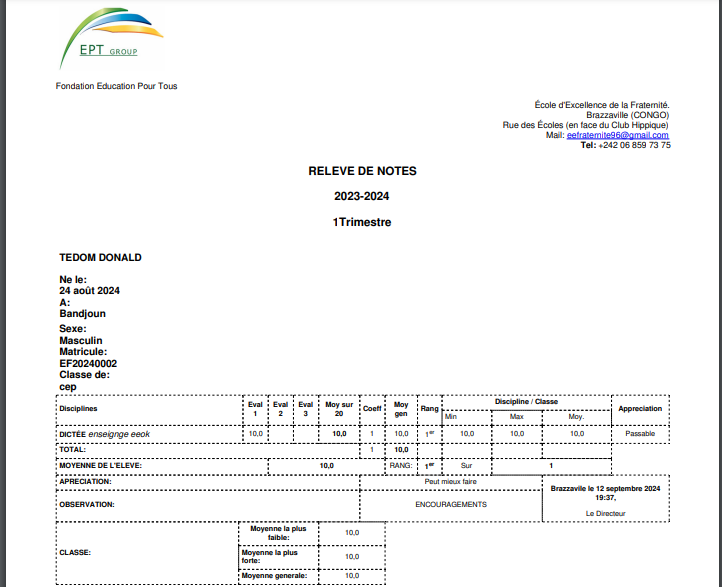 EPT GROUP
Fondation Education Pour Tous
École d'Excellence de la Fraternité.
Brazzaville (CONGO)
Rue des Écoles (en face du Club Hippique)
Mail: eefraternite96@gmail.com
Tel: +242 06 859 73 75
RELEVE DE NOTES
2023-2024
1Trimestre
TEDOM DONALD
Ne le:
24 août 2024
A:
Bandjoun
Sexe:
Masculin
Matricule:
EF20240002
Classe de:
cep
Disciplines Eval 1 Eval 2 Eval 3 Moy sur 20 Coeff Moy gen Rang Discipline / Classe Appreciation
Min Max Moy.
DICTÉE enseignge eeok 10,0 10,0 1 10,0 1er 10,0 10,0 10,0 Passable
TOTAL: 1 10,0
MOYENNE DE L'ELEVE: 10,0 RANG: 1er Sur 1
APRECIATION: Peut mieux faire
OBSERVATION: ENCOURAGEMENTS
Brazzavile le 12 septembre 2024
19:37,
Le Directeur
CLASSE:
Moyenne la plus faible: 10,0
Moyenne la plus forte: 10,0
Moyenne generale: 10,0